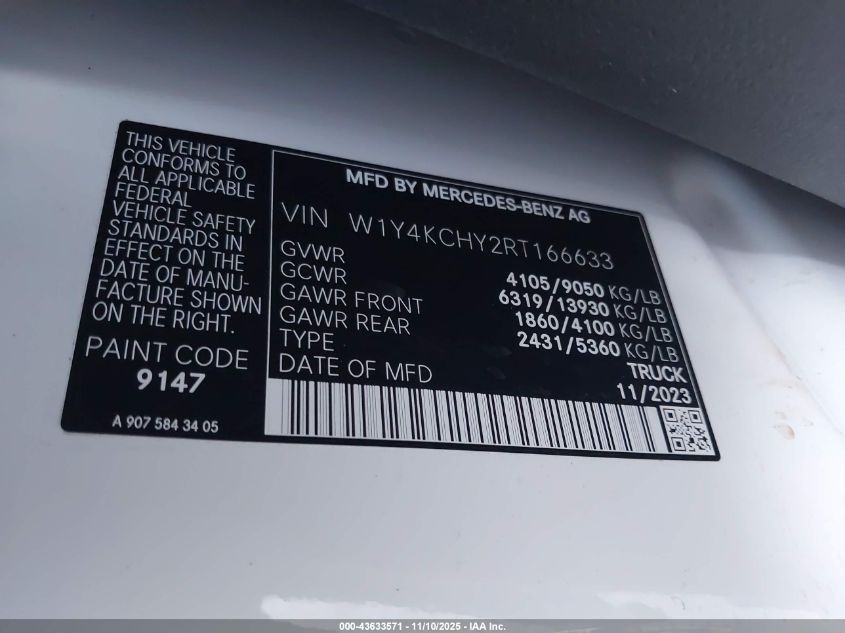 THIS VEHICLE
CONFORMS TO
ALL APPLICABLE
FEDERAL
VEHICLE SAFETY
STANDARDS IN
EFFECT ON THE
DATE OF MANU-
FACTURE SHOWN
ON THE RIGHT.
PAINT CODE
9147
A 907 584 34 05
MFD BY MERCEDES-BENZ AG
VIN W1Y4KCHY2RT166633
GVWR 4105/9050 KG/LB
GCWR 6319/13930 KG/LB
GAWR FRONT 1860/4100 KG/LB
GAWR REAR 2431/5360 KG/LB
TYPE TRUCK
DATE OF MFD 11/2023
000-43633571 - 11/10/2025 - IAA Inc.